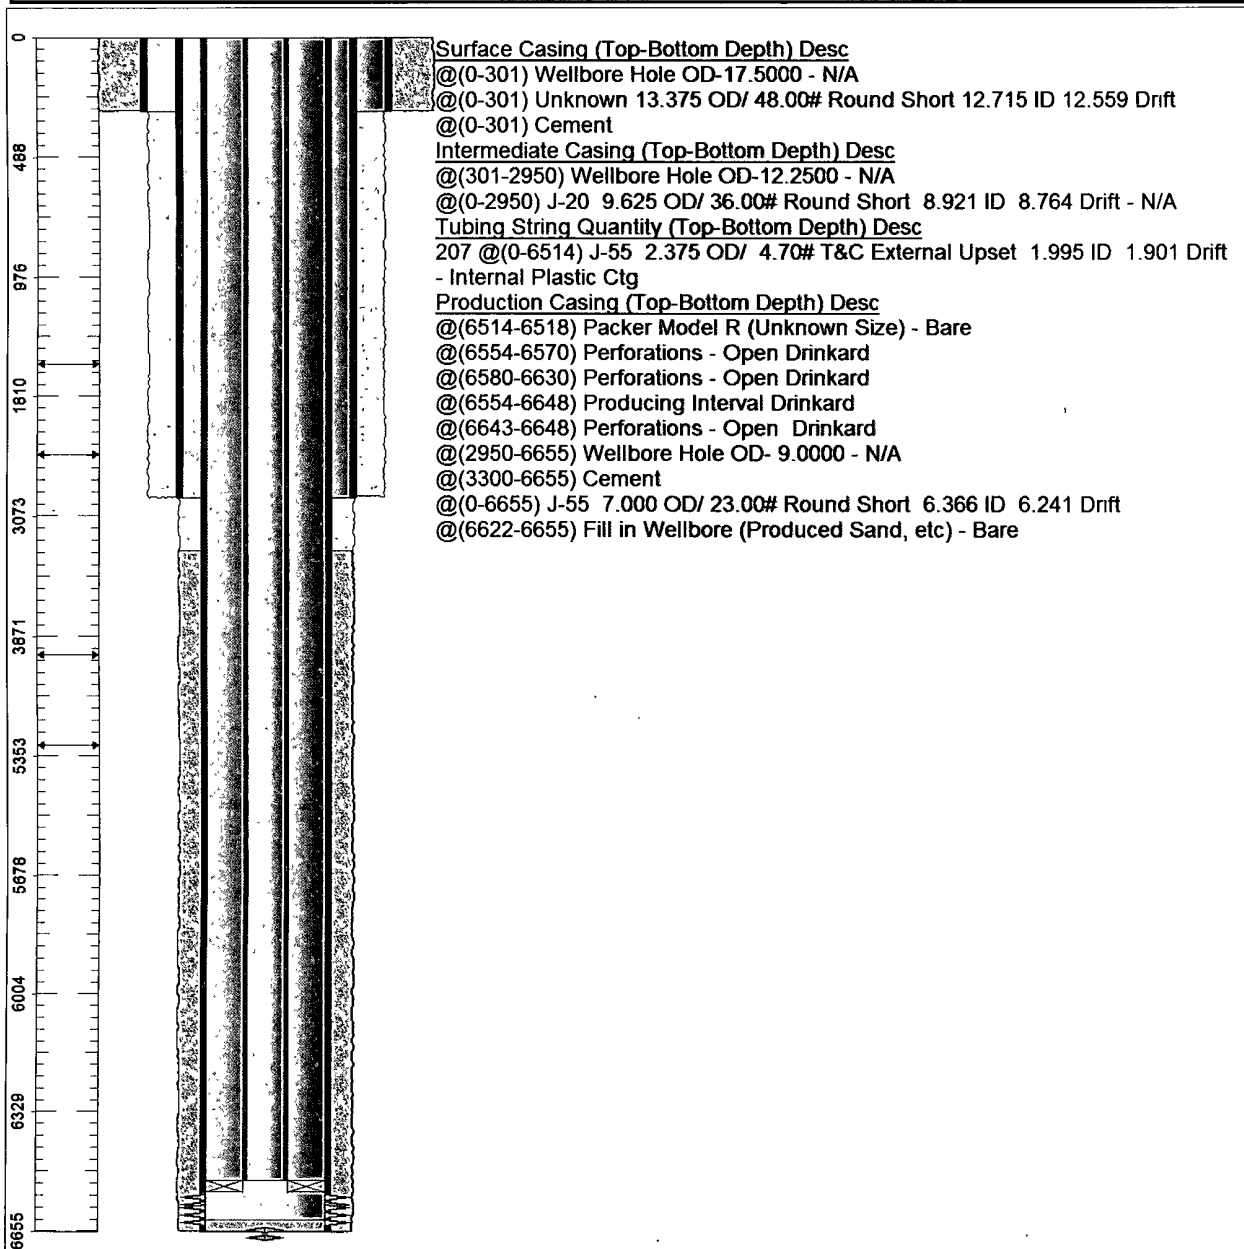 0
488
976
1810
3073
3871
5353
5678
6004
6329
6655
Surface Casing (Top-Bottom Depth) Desc
@(0-301) Wellbore Hole OD-17.5000 - N/A
@(0-301) Unknown 13.375 OD/ 48.00# Round Short 12.715 ID 12.559 Drift
@(0-301) Cement
Intermediate Casing (Top-Bottom Depth) Desc
@(301-2950) Wellbore Hole OD-12.2500 - N/A
@(0-2950) J-20 9.625 OD/ 36.00# Round Short 8.921 ID 8.764 Drift - N/A
Tubing String Quantity (Top-Bottom Depth) Desc
207 @(0-6514) J-55 2.375 OD/ 4.70# T&C External Upset 1.995 ID 1.901 Drift
- Internal Plastic Ctg
Production Casing (Top-Bottom Depth) Desc
@(6514-6518) Packer Model R (Unknown Size) - Bare
@(6554-6570) Perforations - Open Drinkard
@(6580-6630) Perforations - Open Drinkard
@(6554-6648) Producing Interval Drinkard
@(6643-6648) Perforations - Open Drinkard
@(2950-6655) Wellbore Hole OD- 9.0000 - N/A
@(3300-6655) Cement
@(0-6655) J-55 7.000 OD/ 23.00# Round Short 6.366 ID 6.241 Drift
@(6622-6655) Fill in Wellbore (Produced Sand, etc) - Bare